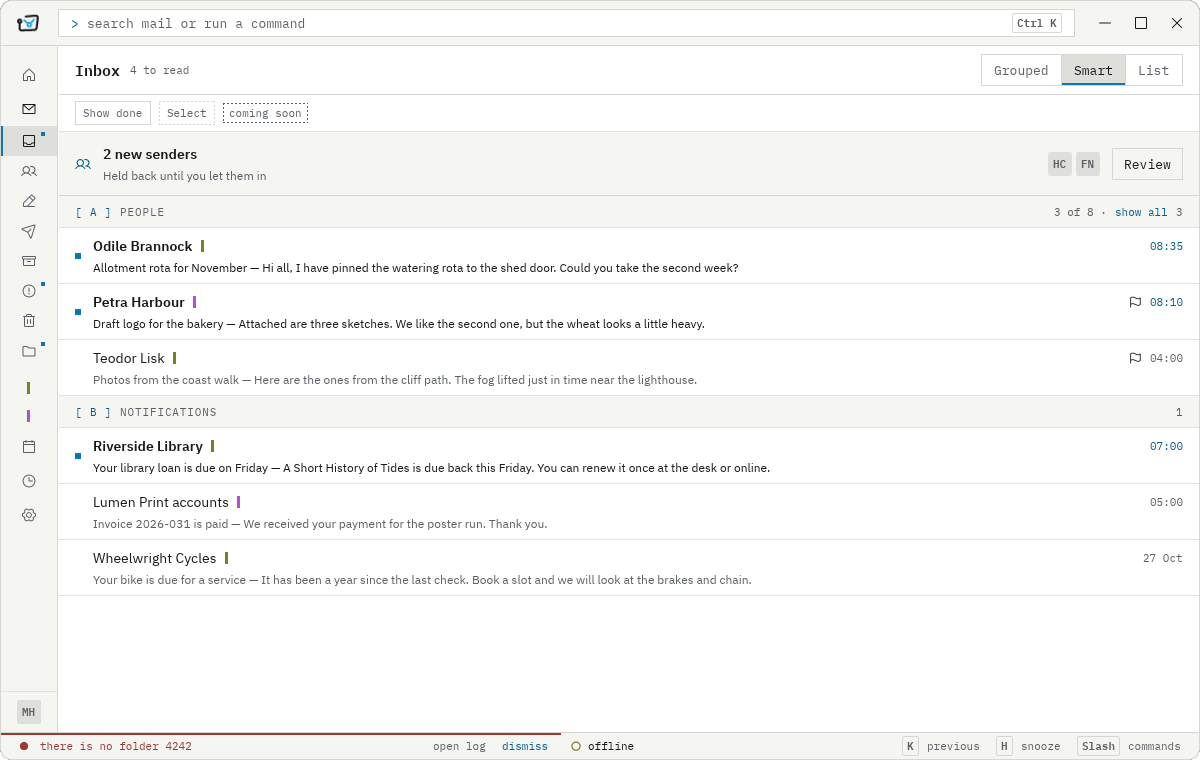 > search mail or run a command
Ctrl K
Inbox 4 to read
Grouped Smart List
Show done Select coming soon
2 new senders
Held back until you let them in
HC FN Review
[ A ] PEOPLE 3 of 8 · show all 3
Odile Brannock 08:35
Allotment rota for November — Hi all, I have pinned the watering rota to the shed door. Could you take the second week?
Petra Harbour 08:10
Draft logo for the bakery — Attached are three sketches. We like the second one, but the wheat looks a little heavy.
Teodor Lisk 04:00
Photos from the coast walk — Here are the ones from the cliff path. The fog lifted just in time near the lighthouse.
[ B ] NOTIFICATIONS 1
Riverside Library 07:00
Your library loan is due on Friday — A Short History of Tides is due back this Friday. You can renew it once at the desk or online.
Lumen Print accounts 05:00
Invoice 2026-031 is paid — We received your payment for the poster run. Thank you.
Wheelwright Cycles 27 Oct
Your bike is due for a service — It has been a year since the last check. Book a slot and we will look at the brakes and chain.
MH
there is no folder 4242 open log dismiss offline K previous H snooze Slash commands